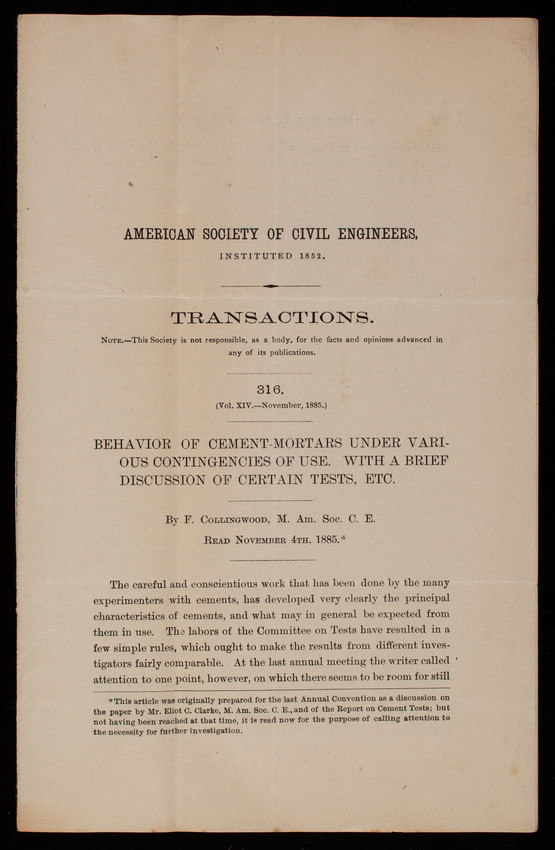 AMERICAN SOCIETY OF CIVIL ENGINEERS,
INSTITUTED 1852.
TRANSACTIONS.
NOTE.—This Society is not responsible, as a body, for the facts and opinions advanced in
any of its publications.
316.
(Vol. XIV.—November, 1885.)
BEHAVIOR OF CEMENT-MORTARS UNDER VARI-
OUS CONTINGENCIES OF USE. WITH A BRIEF
DISCUSSION OF CERTAIN TESTS, ETC.
By F. COLLINGWOOD, M. Am. Soc. C. E.
READ NOVEMBER 4TH, 1885.*
The careful and conscientious work that has been done by the many
experimenters with cements, has developed very clearly the principal
characteristics of cements, and what may in general be expected from
them in use. The labors of the Committee on Tests have resulted in a
few simple rules, which ought to make the results from different inves-
tigators fairly comparable. At the last annual meeting the writer called
attention to one point, however, on which there seems to be room for still
*This article was originally prepared for the last Annual Convention as a discussion on
the paper by Mr. Eliot C. Clarke, M. Am. Soc. C. E., and of the Report on Cement Tests; but
not having been reached at that time, it is read now for the purpose of calling attention to
the necessity for further investigation.